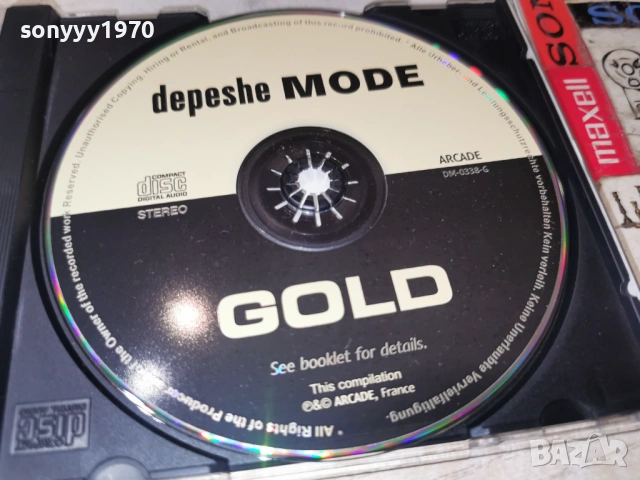 sonyyy1970
depeshe MODE
COMPACT
disc
DIGITAL AUDIO
STEREO
ARCADE
DM-0338-G
GOLD
See booklet for details.
This compilation
℗&© ARCADE, France
* All Rights of the Producer and the Owner of the recorded work Reserved. Unauthorised Copying, Hiring or Rental, and Broadcasting of this record prohibited. * Alle Urheber- und Leistungsschutzrechte vorbehalten Kein verleih. Keine Unerlaubte Vervielfältigung.
disc
maxell
SON
BAZAR